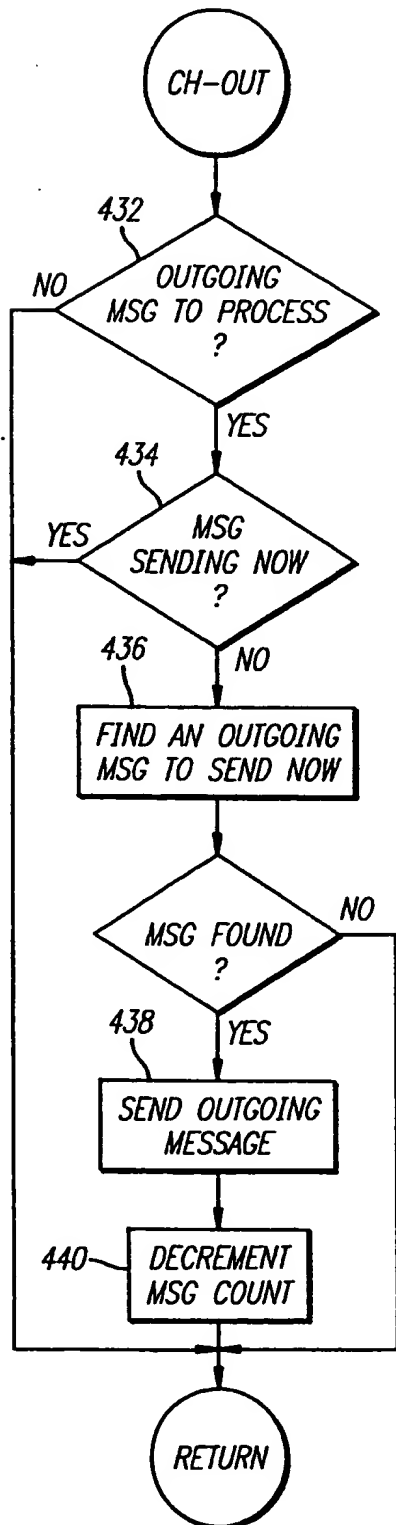 CH-OUT
432
NO
OUTGOING
MSG TO PROCESS
?
YES
434
YES
MSG
SENDING NOW
?
NO
436
FIND AN OUTGOING
MSG TO SEND NOW
NO
MSG FOUND
?
YES
438
SEND OUTGOING
MESSAGE
440
DECREMENT
MSG COUNT
RETURN